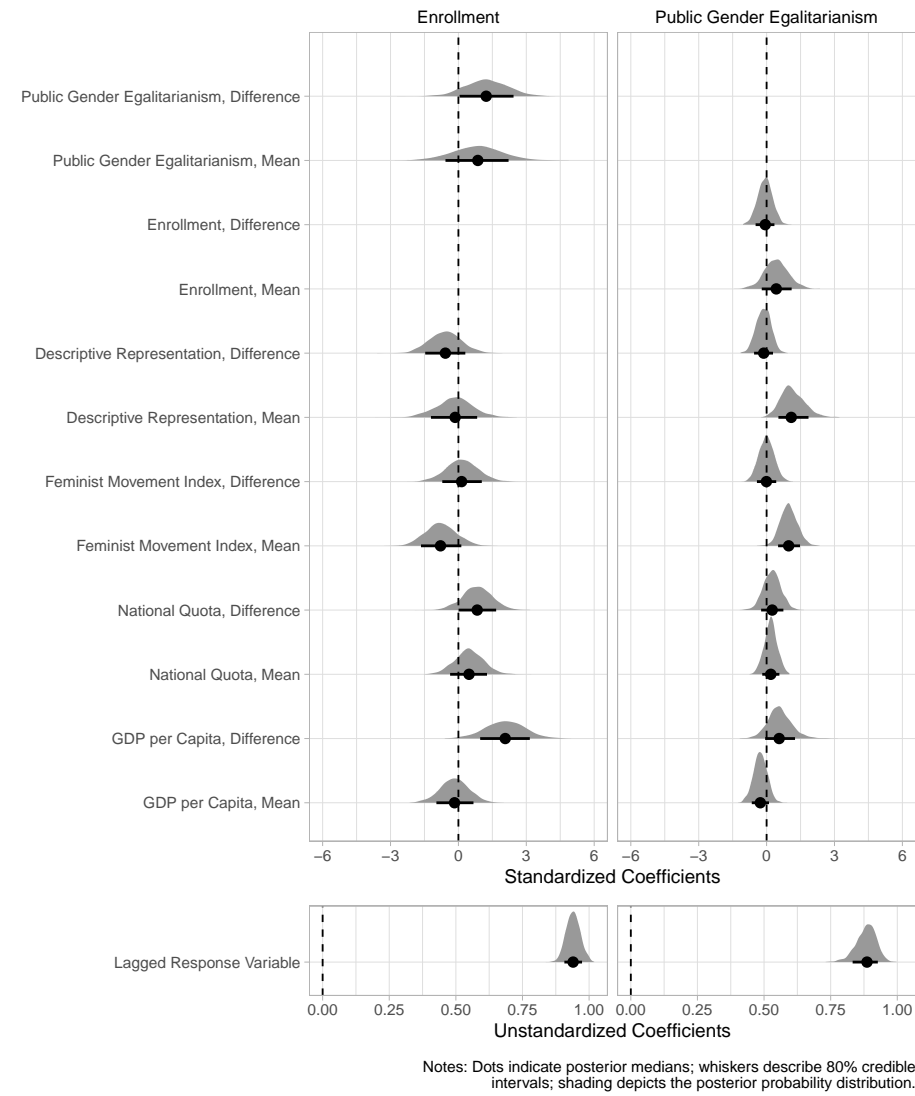 Enrollment
Public Gender Egalitarianism
Public Gender Egalitarianism, Difference
Public Gender Egalitarianism, Mean
Enrollment, Difference
Enrollment, Mean
Descriptive Representation, Difference
Descriptive Representation, Mean
Feminist Movement Index, Difference
Feminist Movement Index, Mean
National Quota, Difference
National Quota, Mean
GDP per Capita, Difference
GDP per Capita, Mean
−6 −3 0 3 6 −6 −3 0 3 6
Standardized Coefficients
Lagged Response Variable
0.00 0.25 0.50 0.75 1.00 0.00 0.25 0.50 0.75 1.00
Unstandardized Coefficients
Notes: Dots indicate posterior medians; whiskers describe 80% credible
intervals; shading depicts the posterior probability distribution.